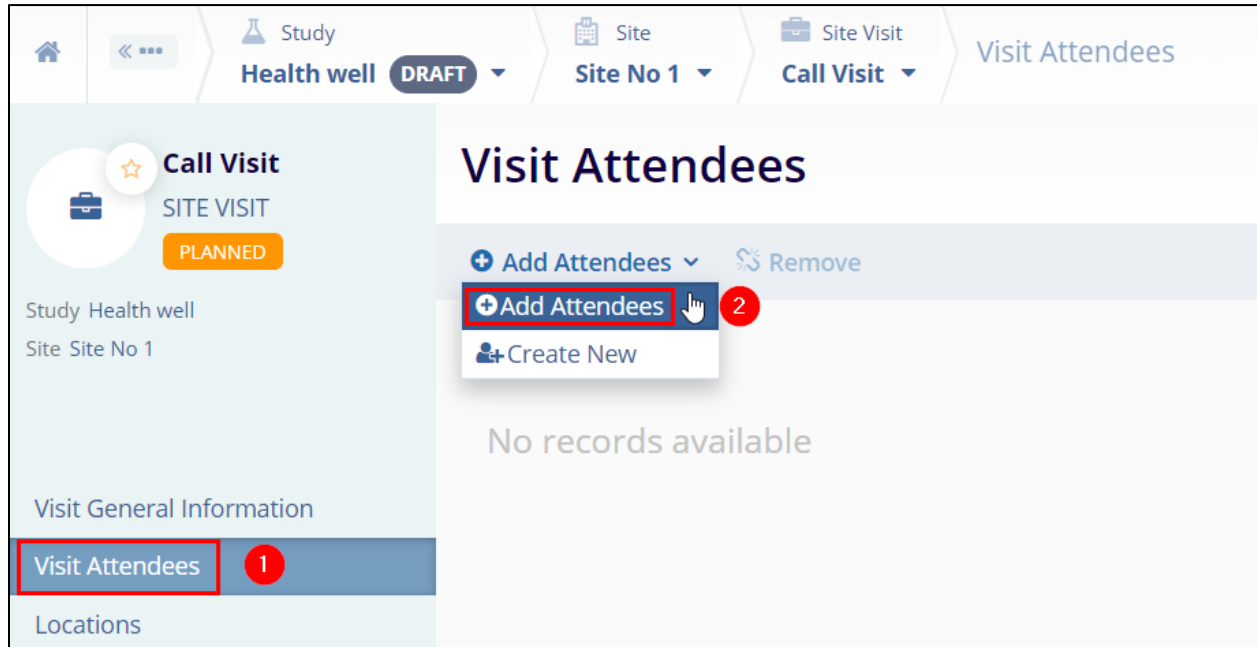 Study
Health well DRAFT
Site
Site No 1
Site Visit
Call Visit
Visit Attendees
Call Visit
SITE VISIT
PLANNED
Study Health well
Site Site No 1
Visit General Information
Visit Attendees 1
Locations
Visit Attendees
Add Attendees Remove
Add Attendees 2
Create New
No records available